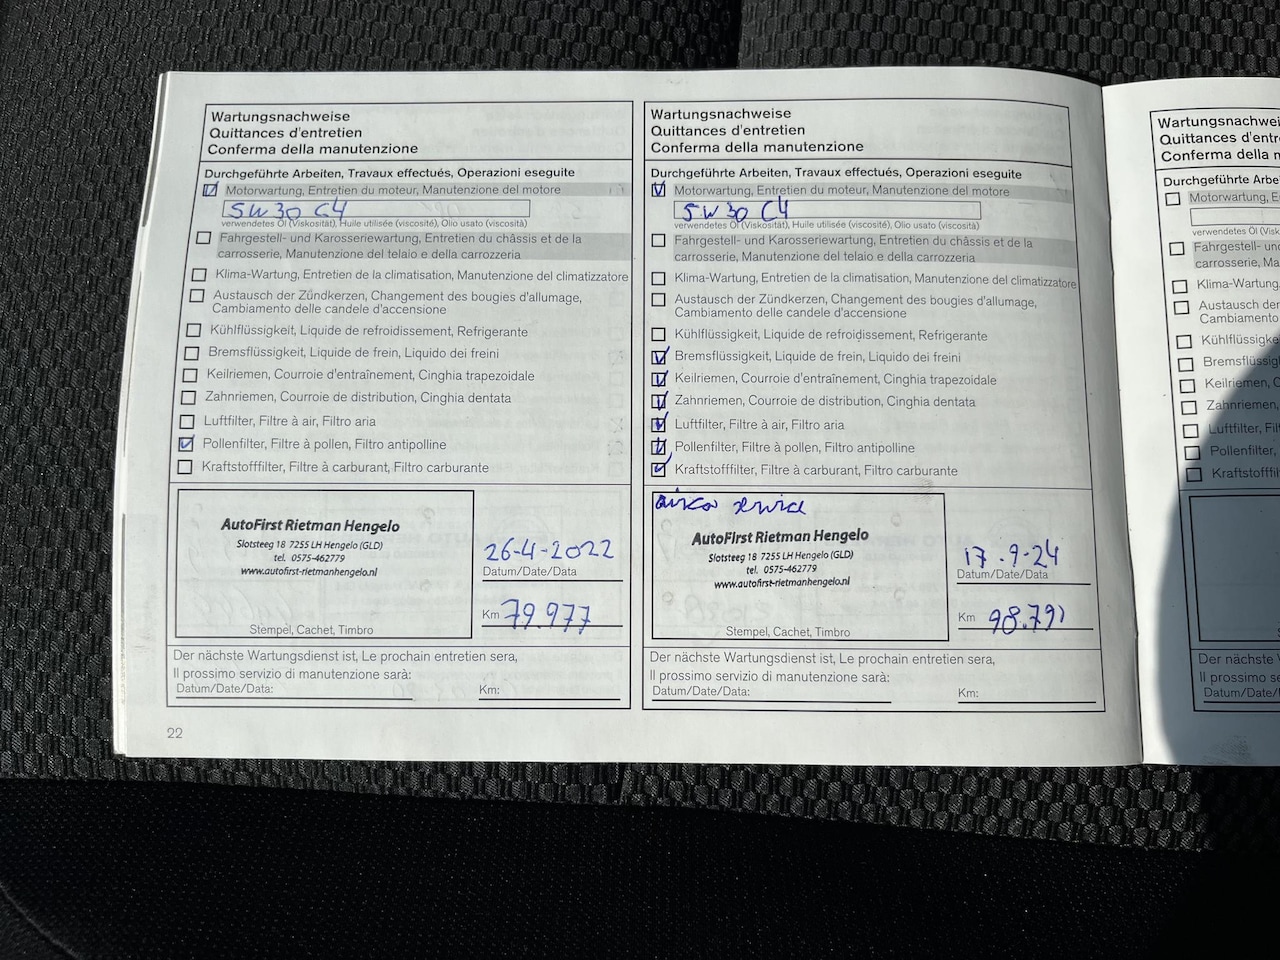 Wartungsnachweise
Quittances d'entretien
Conferma della manutenzione
Durchgeführte Arbeiten, Travaux effectués, Operazioni eseguite
Motorwartung, Entretien du moteur, Manutenzione del motore
5W30 C4
verwendetes Öl (Viskosität), Huile utilisée (viscosité), Olio usato (viscosità)
Fahrgestell- und Karosseriewartung, Entretien du châssis et de la
carrosserie, Manutenzione del telaio e della carrozzeria
Klima-Wartung, Entretien de la climatisation, Manutenzione del climatizzatore
Austausch der Zündkerzen, Changement des bougies d'allumage,
Cambiamento delle candele d'accensione
Kühlflüssigkeit, Liquide de refroidissement, Refrigerante
Bremsflüssigkeit, Liquide de frein, Liquido dei freini
Keilriemen, Courroie d'entraînement, Cinghia trapezoidale
Zahnriemen, Courroie de distribution, Cinghia dentata
Luftfilter, Filtre à air, Filtro aria
Pollenfilter, Filtre à pollen, Filtro antipolline
Kraftstofffilter, Filtre à carburant, Filtro carburante
AutoFirst Rietman Hengelo
Slotsteeg 18 7255 LH Hengelo (GLD)
tel. 0575-462779
www.autofirst-rietmanhengelo.nl
Stempel, Cachet, Timbro
26-4-2022
Datum/Date/Data
Km 79.977
Der nächste Wartungsdienst ist, Le prochain entretien sera,
Il prossimo servizio di manutenzione sarà:
Datum/Date/Data: Km:
22
Wartungsnachweise
Quittances d'entretien
Conferma della manutenzione
Durchgeführte Arbeiten, Travaux effectués, Operazioni eseguite
Motorwartung, Entretien du moteur, Manutenzione del motore
5W30 C4
verwendetes Öl (Viskosität), Huile utilisée (viscosité), Olio usato (viscosità)
Fahrgestell- und Karosseriewartung, Entretien du châssis et de la
carrosserie, Manutenzione del telaio e della carrozzeria
Klima-Wartung, Entretien de la climatisation, Manutenzione del climatizzatore
Austausch der Zündkerzen, Changement des bougies d'allumage,
Cambiamento delle candele d'accensione
Kühlflüssigkeit, Liquide de refroidissement, Refrigerante
Bremsflüssigkeit, Liquide de frein, Liquido dei freini
Keilriemen, Courroie d'entraînement, Cinghia trapezoidale
Zahnriemen, Courroie de distribution, Cinghia dentata
Luftfilter, Filtre à air, Filtro aria
Pollenfilter, Filtre à pollen, Filtro antipolline
Kraftstofffilter, Filtre à carburant, Filtro carburante
airco service
AutoFirst Rietman Hengelo
Slotsteeg 18 7255 LH Hengelo (GLD)
tel. 0575-462779
www.autofirst-rietmanhengelo.nl
Stempel, Cachet, Timbro
17-9-24
Datum/Date/Data
Km 98.791
Der nächste Wartungsdienst ist, Le prochain entretien sera,
Il prossimo servizio di manutenzione sarà:
Datum/Date/Data: Km:
Wartungsnachweise
Quittances d'entretien
Conferma della m
Durchgeführte Arbe
Motorwartung, E
verwendetes Öl (Visk
Fahrgestell- und
carrosserie, Ma
Klima-Wartung,
Austausch der
Cambiamento
Kühlflüssigke
Bremsflüssig
Keilriemen, C
Zahnriemen,
Luftfilter, Filt
Pollenfilter, F
Kraftstofffil
Der nächste W
Il prossimo se
Datum/Date/Data: